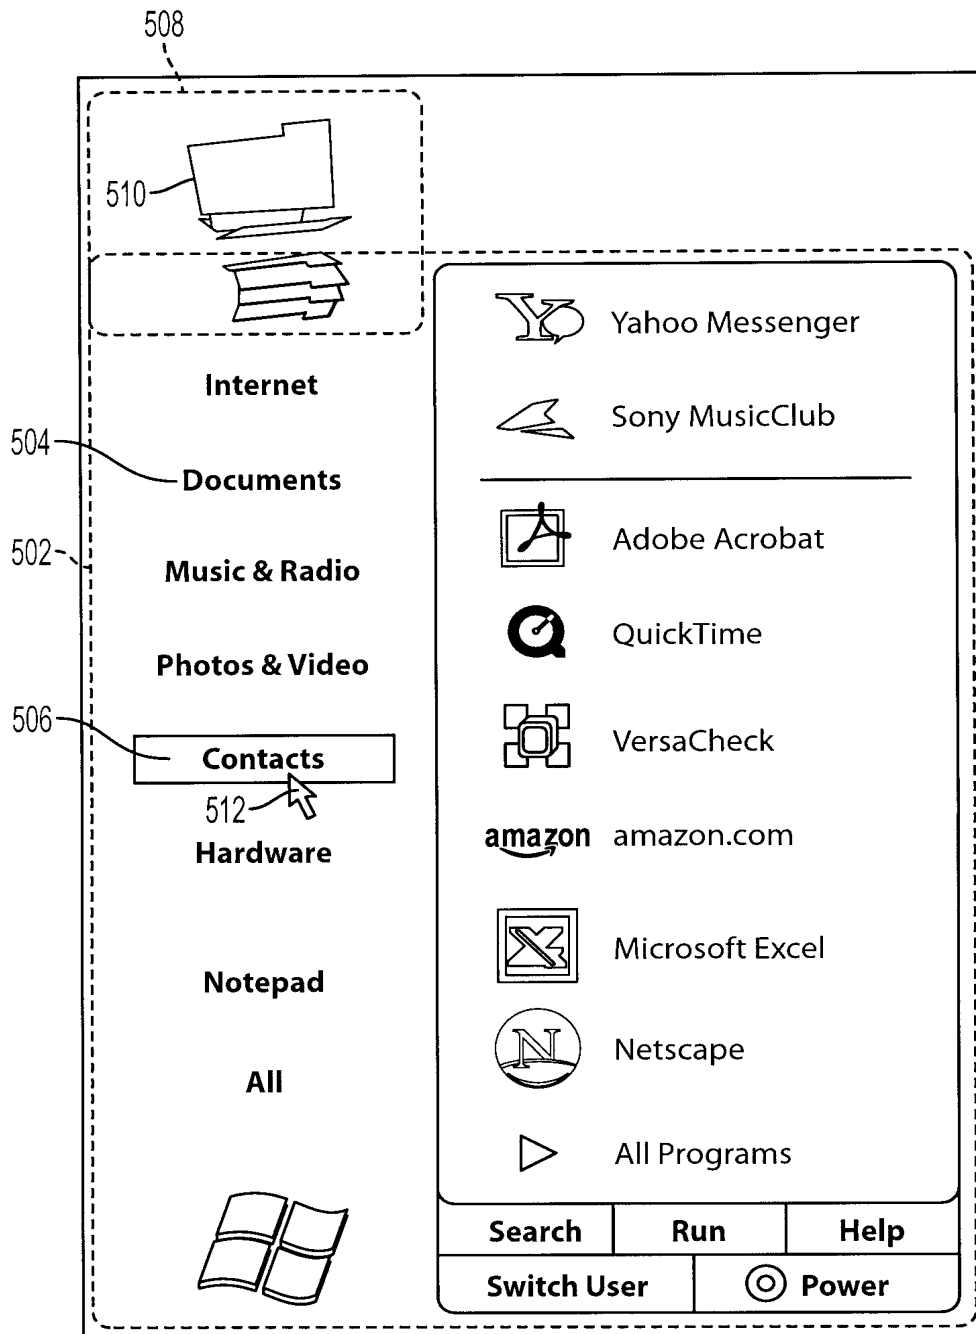 508
510
Internet
504
Documents
502
Music & Radio
Photos & Video
506
Contacts
512
Hardware
Notepad
All
Y Yahoo Messenger
Sony MusicClub
Adobe Acrobat
QuickTime
VersaCheck
amazon amazon.com
Microsoft Excel
N Netscape
All Programs
Search Run Help
Switch User Power